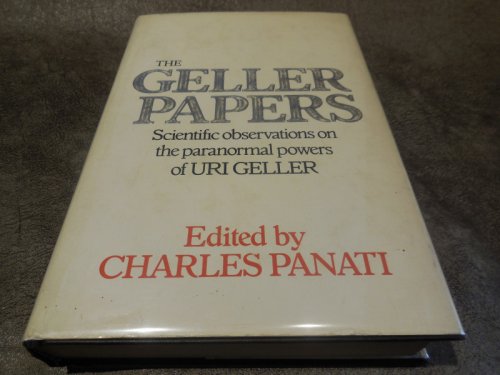 THE
GELLER
PAPERS
Scientific observations on
the paranormal powers
of URI GELLER
Edited by
CHARLES PANATI